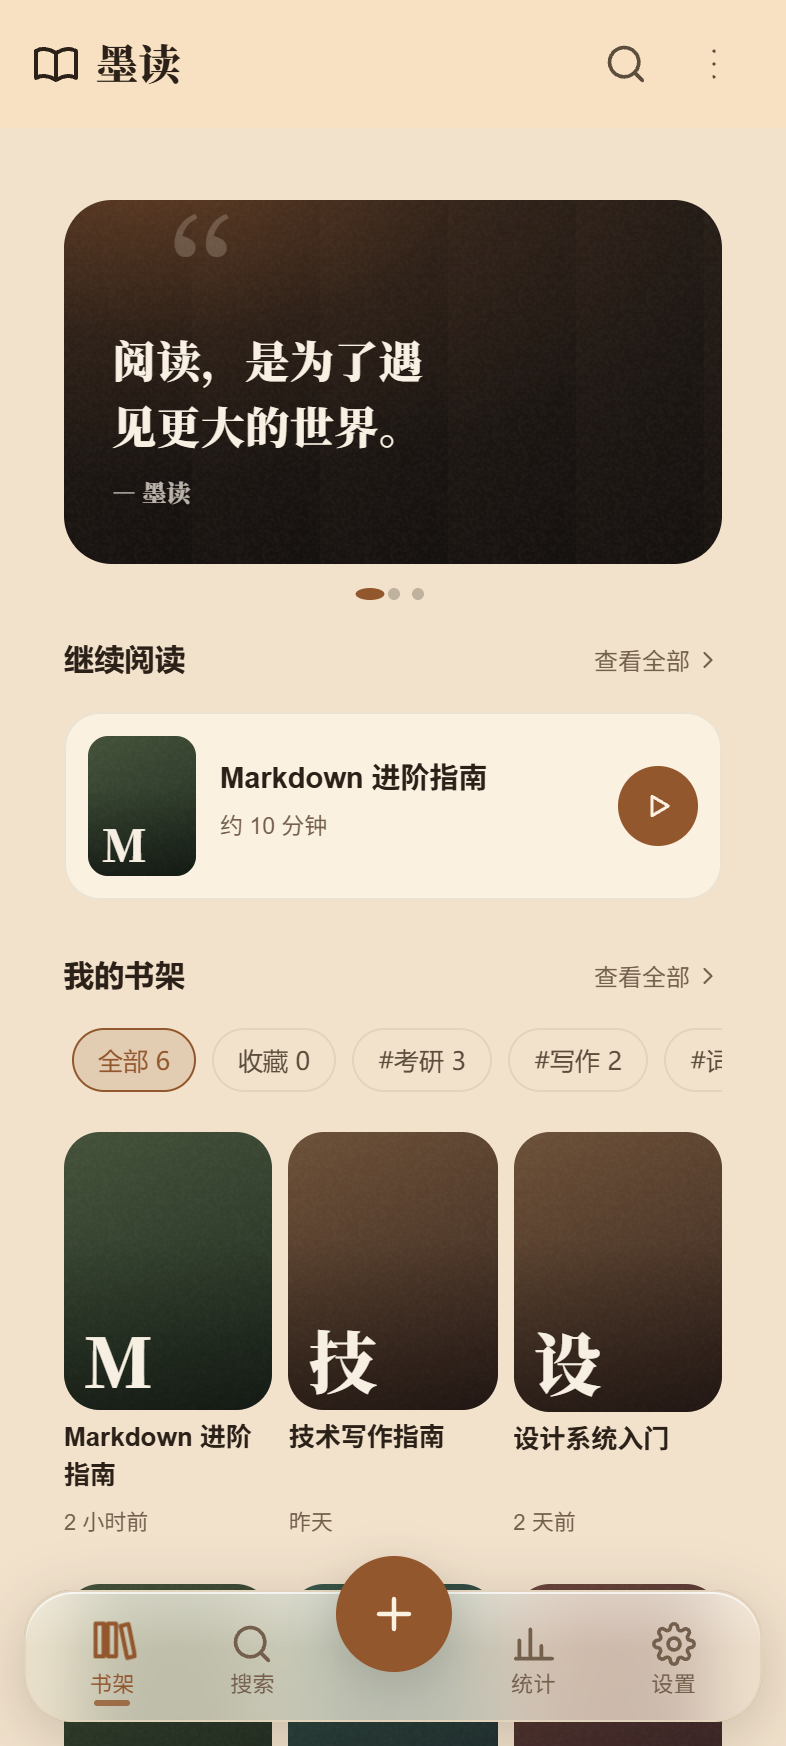 墨读
“
阅读，是为了遇
见更大的世界。
— 墨读
继续阅读
查看全部
M
Markdown 进阶指南
约 10 分钟
我的书架
查看全部
全部 6
收藏 0
#考研 3
#写作 2
#词
M
技
设
Markdown 进阶
指南
技术写作指南
设计系统入门
2 小时前
昨天
2 天前
书架
搜索
统计
设置